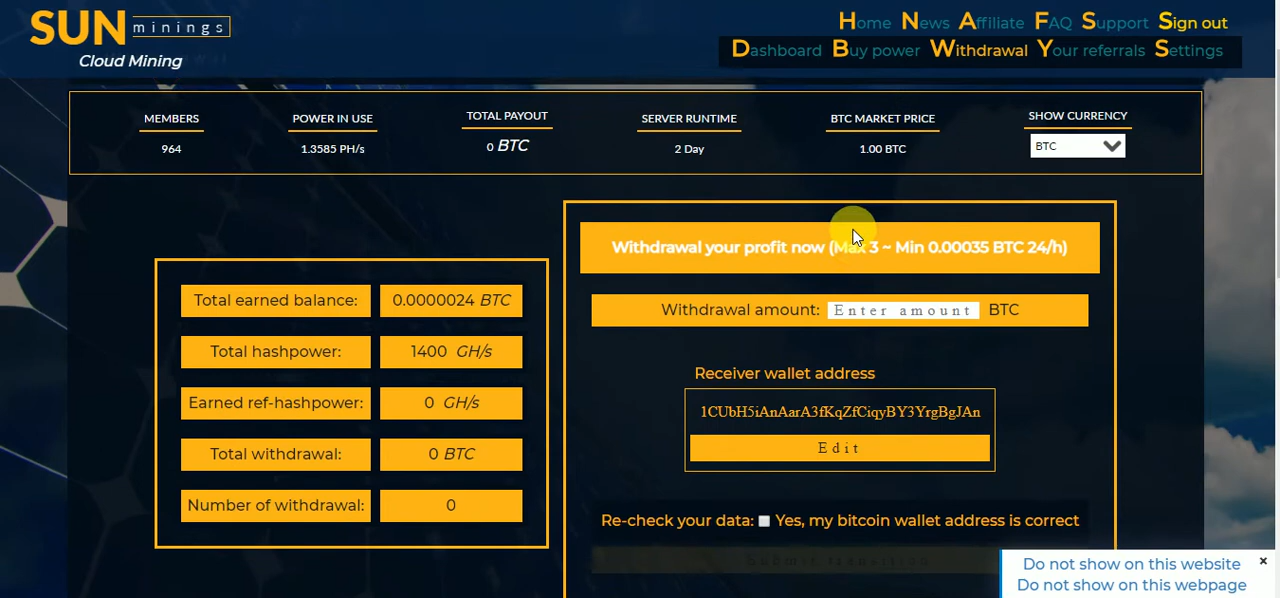 SUN minings
Cloud Mining
Home News Affiliate FAQ Support Sign out
Dashboard Buy power Withdrawal Your referrals Settings
MEMBERS POWER IN USE TOTAL PAYOUT SERVER RUNTIME BTC MARKET PRICE SHOW CURRENCY
964 1.3585 PH/s 0 BTC 2 Day 1.00 BTC BTC
Total earned balance: 0.0000024 BTC
Total hashpower: 1400 GH/s
Earned ref-hashpower: 0 GH/s
Total withdrawal: 0 BTC
Number of withdrawal: 0
Withdrawal your profit now (Max 3 ~ Min 0.00035 BTC 24/h)
Withdrawal amount: Enter amount BTC
Receiver wallet address
1CUbH5iAnAarA3fKqZfCiqyBY3YrgBgJAn
Edit
Re-check your data: Yes, my bitcoin wallet address is correct
Do not show on this website
Do not show on this webpage